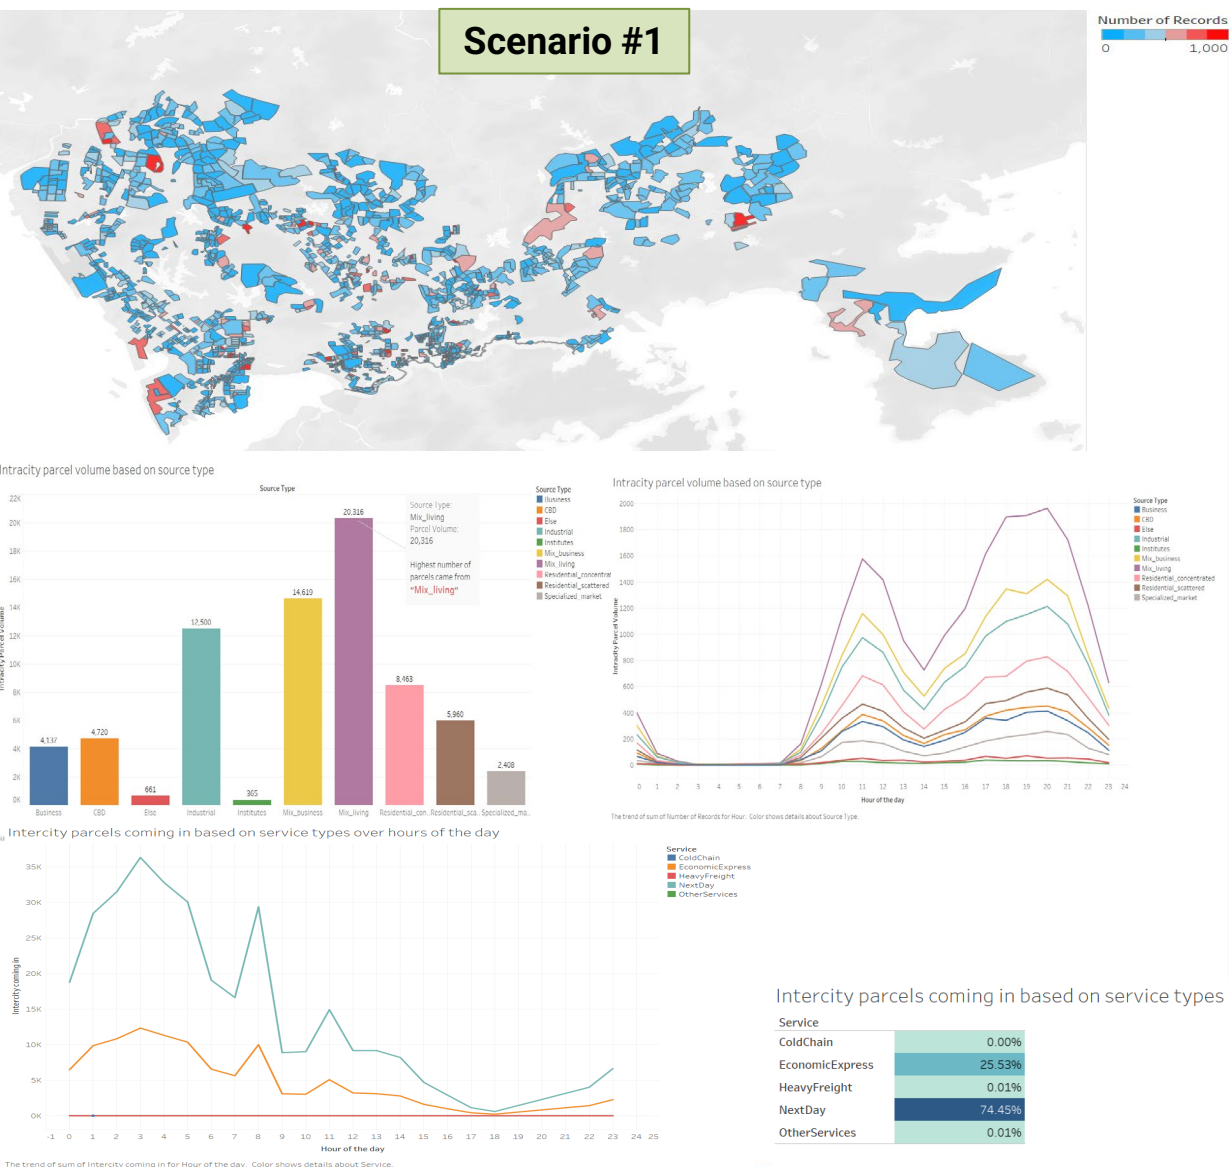 Scenario #1
Number of Records
0 1,000
Intracity parcel volume based on source type
Source Type
22K
20K
18K
16K
14K
12K
10K
8K
6K
4K
2K
0K
Intracity Parcel Volume
4,137
4,720
661
12,500
365
14,619
20,316
8,463
5,960
2,408
Source Type:
Mix_living
Parcel Volume:
20,316
Highest number of
parcels came from
"Mix_living"
Business CBD Else Industrial Institutes Mix_business Mix_living Residential_con.. Residential_sca.. Specialized_ma..
Source Type
Business
CBD
Else
Industrial
Institutes
Mix_business
Mix_living
Residential_concentrat
Residential_scattered
Specialized_market
Intracity parcel volume based on source type
2000
1800
1600
1400
1200
1000
800
600
400
200
0
Intracity Parcel Volume
0 1 2 3 4 5 6 7 8 9 10 11 12 13 14 15 16 17 18 19 20 21 22 23 24
Hour of the day
The trend of sum of Number of Records for Hour. Color shows details about Source Type.
Source Type
Business
CBD
Else
Industrial
Institutes
Mix_business
Mix_living
Residential_concentrated
Residential_scattered
Specialized_market
Intercity parcels coming in based on service types over hours of the day
35K
30K
25K
20K
15K
10K
5K
0K
Intercity coming in
-1 0 1 2 3 4 5 6 7 8 9 10 11 12 13 14 15 16 17 18 19 20 21 22 23 24 25
Hour of the day
The trend of sum of Intercity coming in for Hour of the day. Color shows details about Service.
Service
ColdChain
EconomicExpress
HeavyFreight
NextDay
OtherServices
Intercity parcels coming in based on service types
Service
ColdChain 0.00%
EconomicExpress 25.53%
HeavyFreight 0.01%
NextDay 74.45%
OtherServices 0.01%